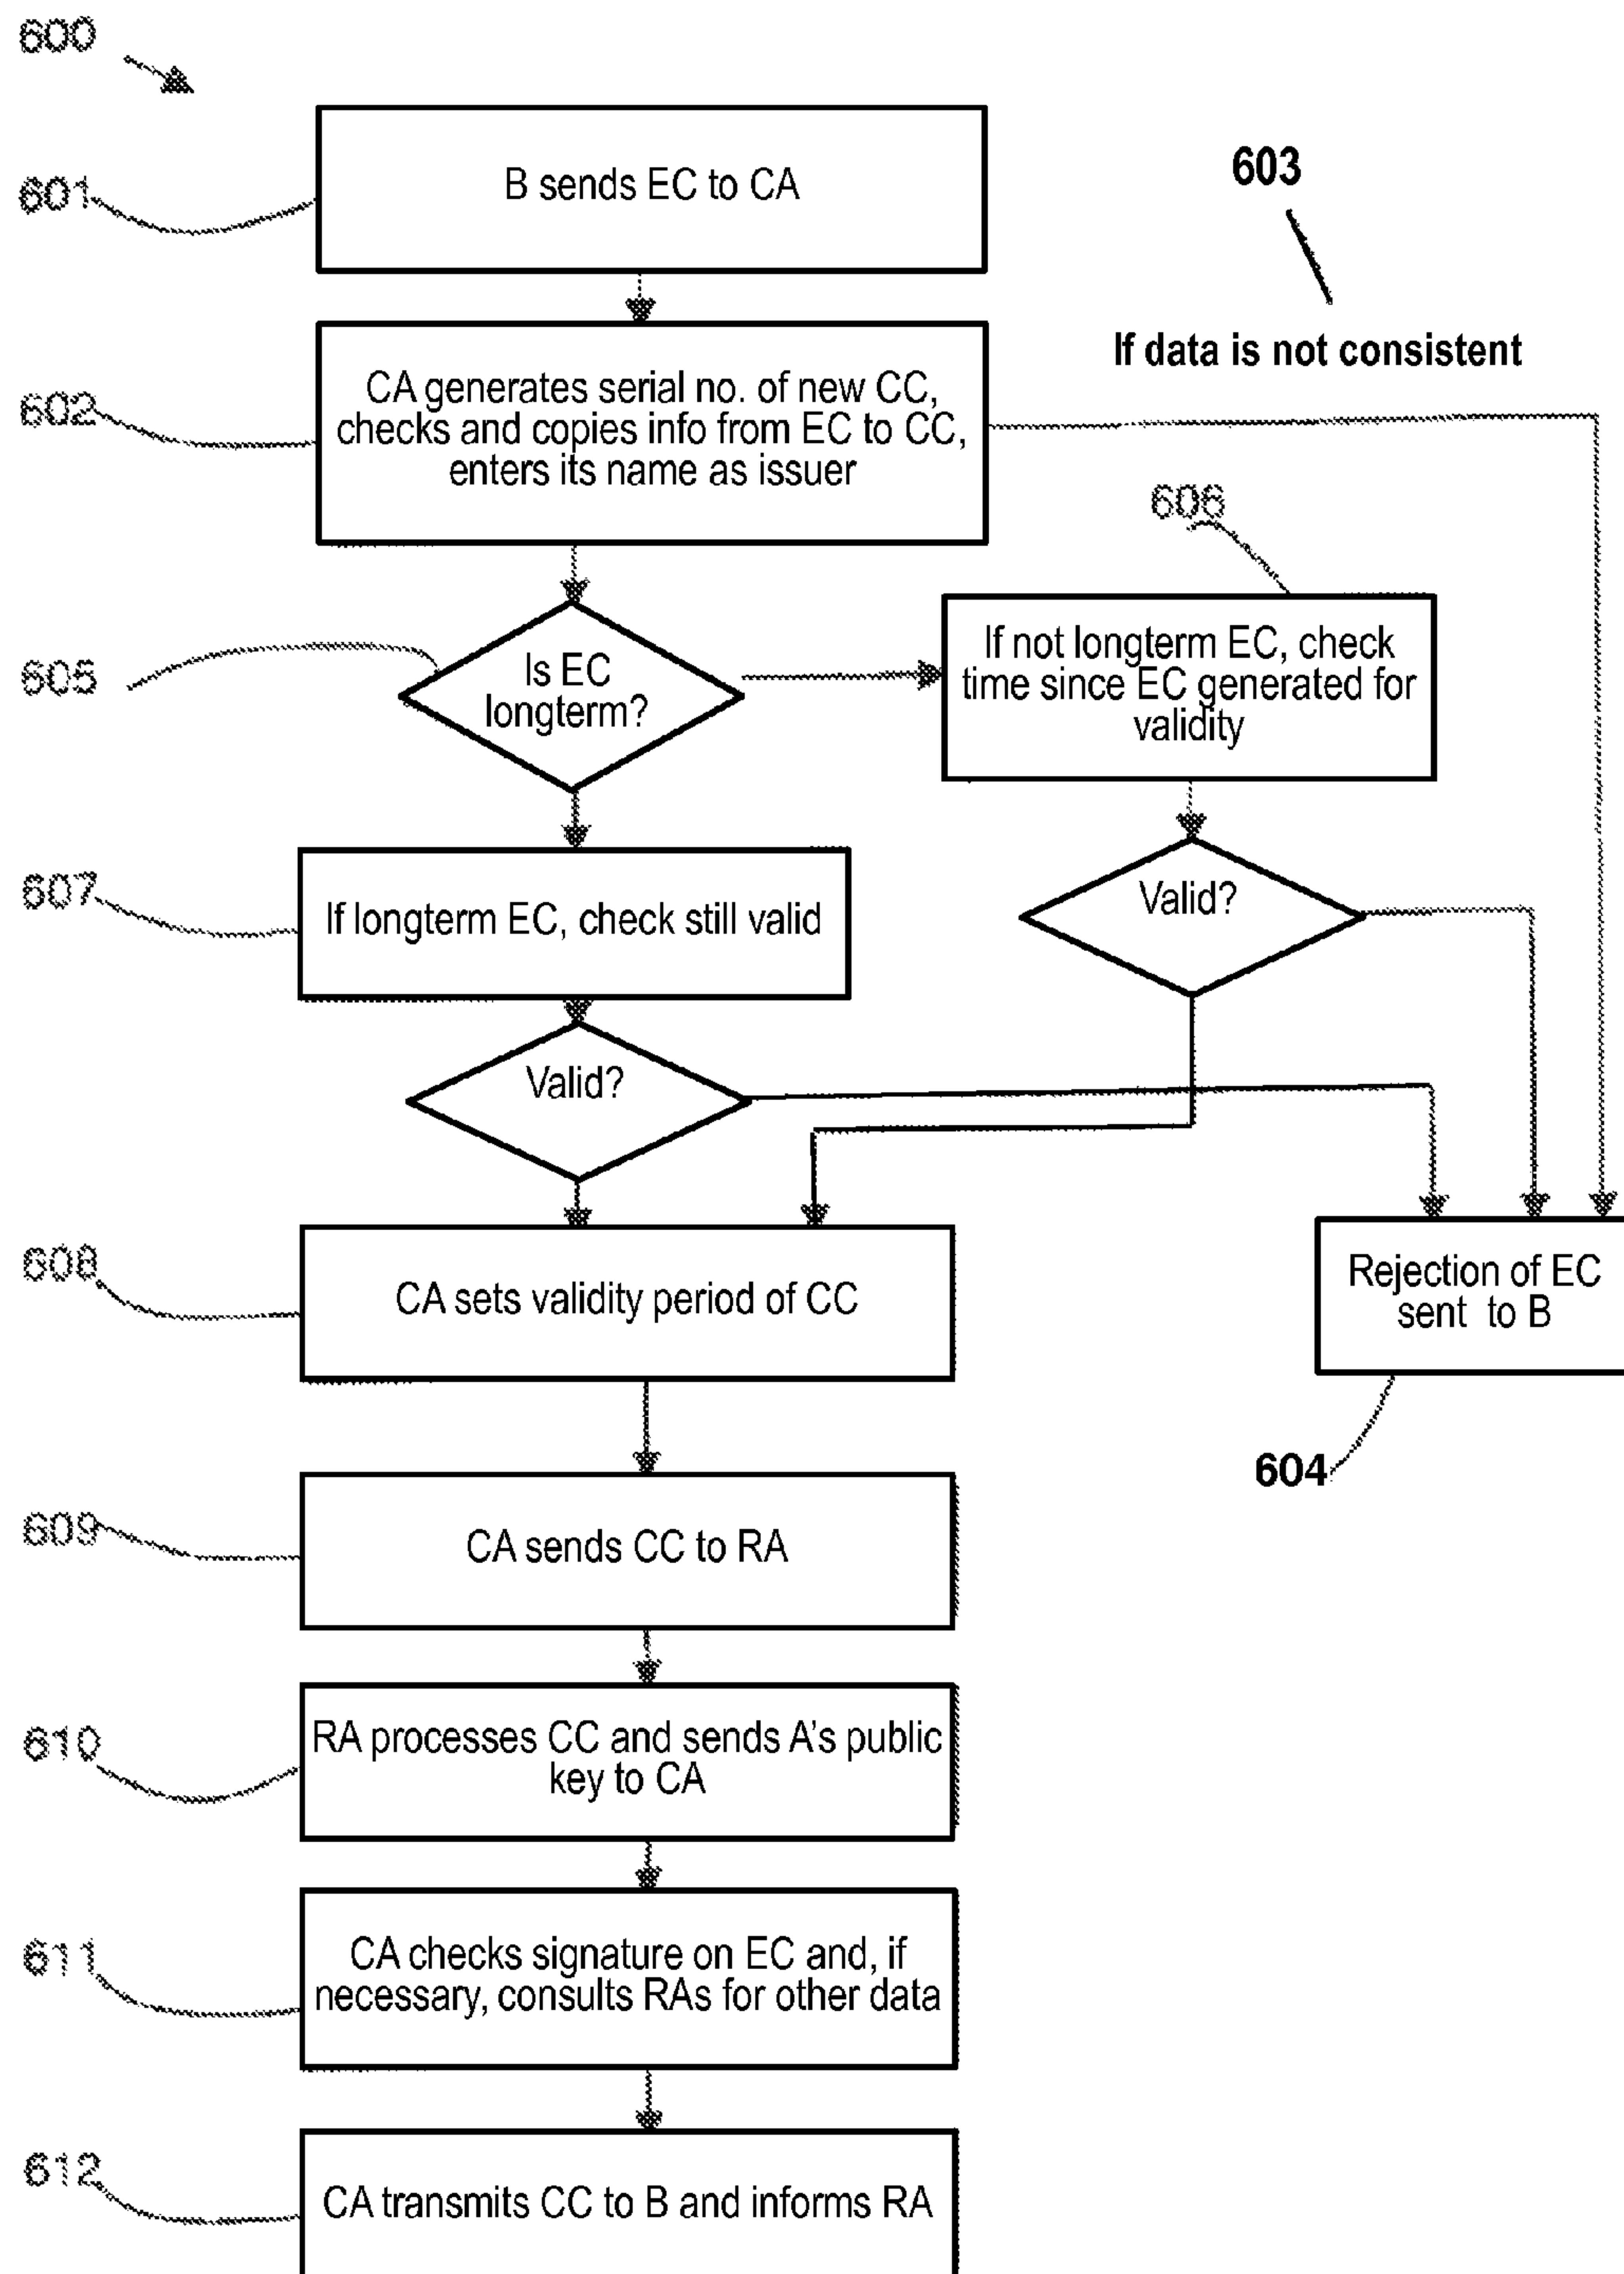 600
601
B sends EC to CA
603
If data is not consistent
602
CA generates serial no. of new CC,
checks and copies info from EC to CC,
enters its name as issuer
606
605
Is EC
longterm?
If not longterm EC, check
time since EC generated for
validity
607
If longterm EC, check still valid
Valid?
Valid?
608
CA sets validity period of CC
Rejection of EC
sent to B
604
609
CA sends CC to RA
610
RA processes CC and sends A's public
key to CA
611
CA checks signature on EC and, if
necessary, consults RAs for other data
612
CA transmits CC to B and informs RA